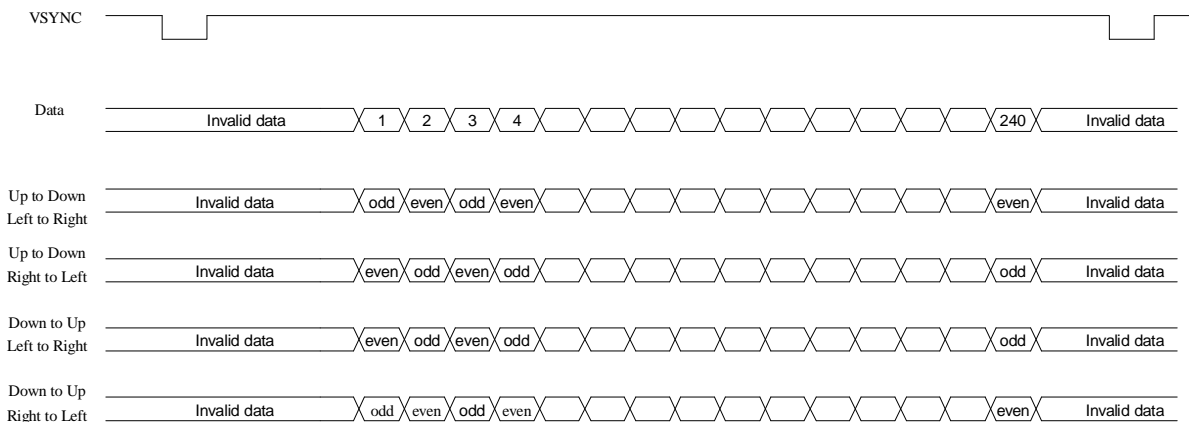 VSYNC
Data Invalid data 1 2 3 4 240 Invalid data
Up to Down
Left to Right
Invalid data odd even odd even even Invalid data
Up to Down
Right to Left
Invalid data even odd even odd odd Invalid data
Down to Up
Left to Right
Invalid data even odd even odd odd Invalid data
Down to Up
Right to Left
Invalid data odd even odd even even Invalid data